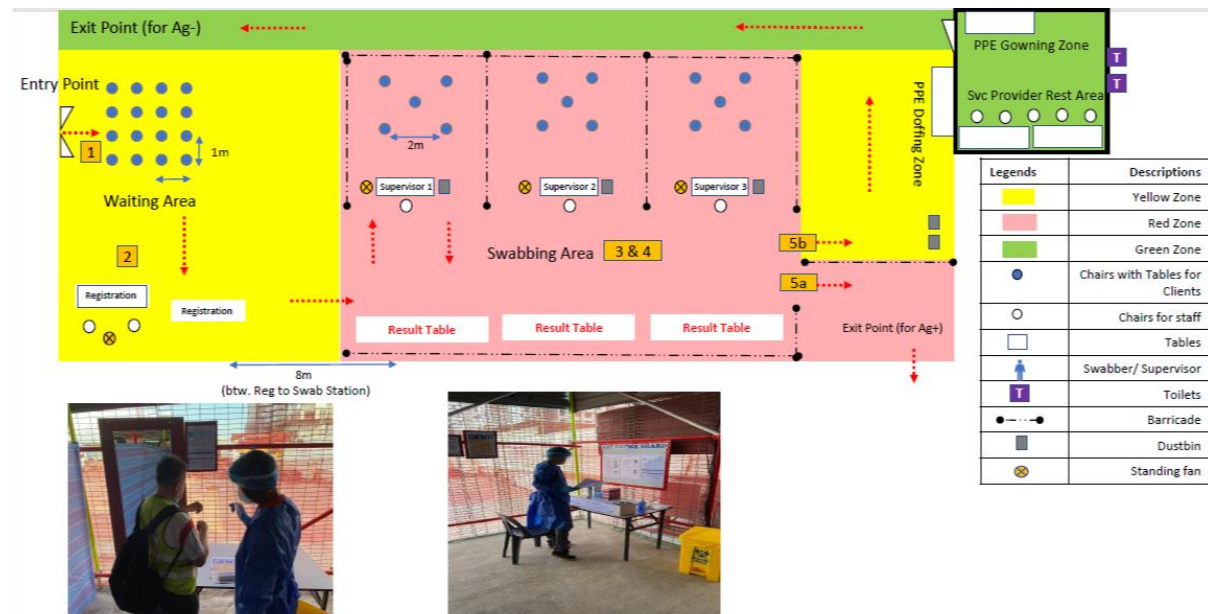 Exit Point (for Ag-)
PPE Gowning Zone
T
T
Entry Point
Svc Provider Rest Area
PPE Doffing Zone
1
1m
2m
Waiting Area
Supervisor 1
Supervisor 2
Supervisor 3
2
Swabbing Area
3 & 4
5b
5a
Registration
Registration
Result Table
Result Table
Result Table
Exit Point (for Ag+)
8m
(btw. Reg to Swab Station)
Legends Descriptions
Yellow Zone
Red Zone
Green Zone
Chairs with Tables for
Clients
Chairs for staff
Tables
Swabber/ Supervisor
T Toilets
Barricade
Dustbin
Standing fan